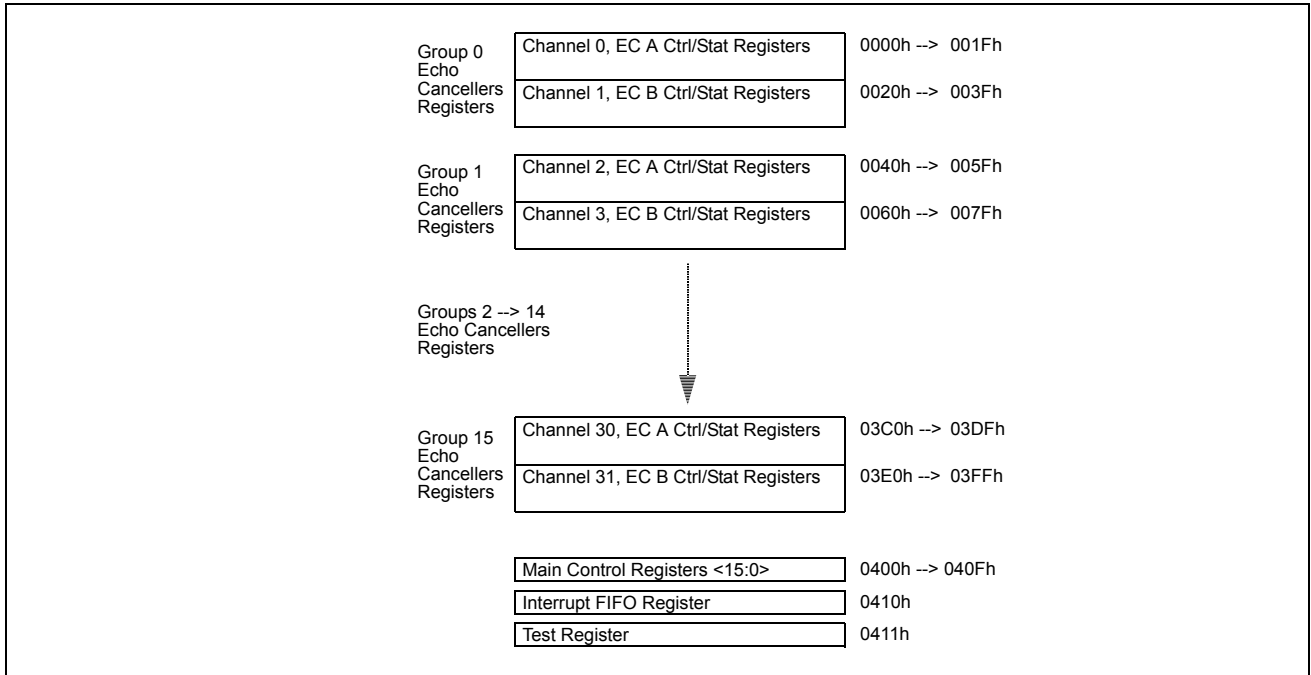 Group 0
Echo
Cancellers
Registers
Channel 0, EC A Ctrl/Stat Registers
0000h --> 001Fh
Channel 1, EC B Ctrl/Stat Registers
0020h --> 003Fh
Group 1
Echo
Cancellers
Registers
Channel 2, EC A Ctrl/Stat Registers
0040h --> 005Fh
Channel 3, EC B Ctrl/Stat Registers
0060h --> 007Fh
Groups 2 --> 14
Echo Cancellers
Registers
Group 15
Echo
Cancellers
Registers
Channel 30, EC A Ctrl/Stat Registers
03C0h --> 03DFh
Channel 31, EC B Ctrl/Stat Registers
03E0h --> 03FFh
Main Control Registers <15:0>
0400h --> 040Fh
Interrupt FIFO Register
0410h
Test Register
0411h